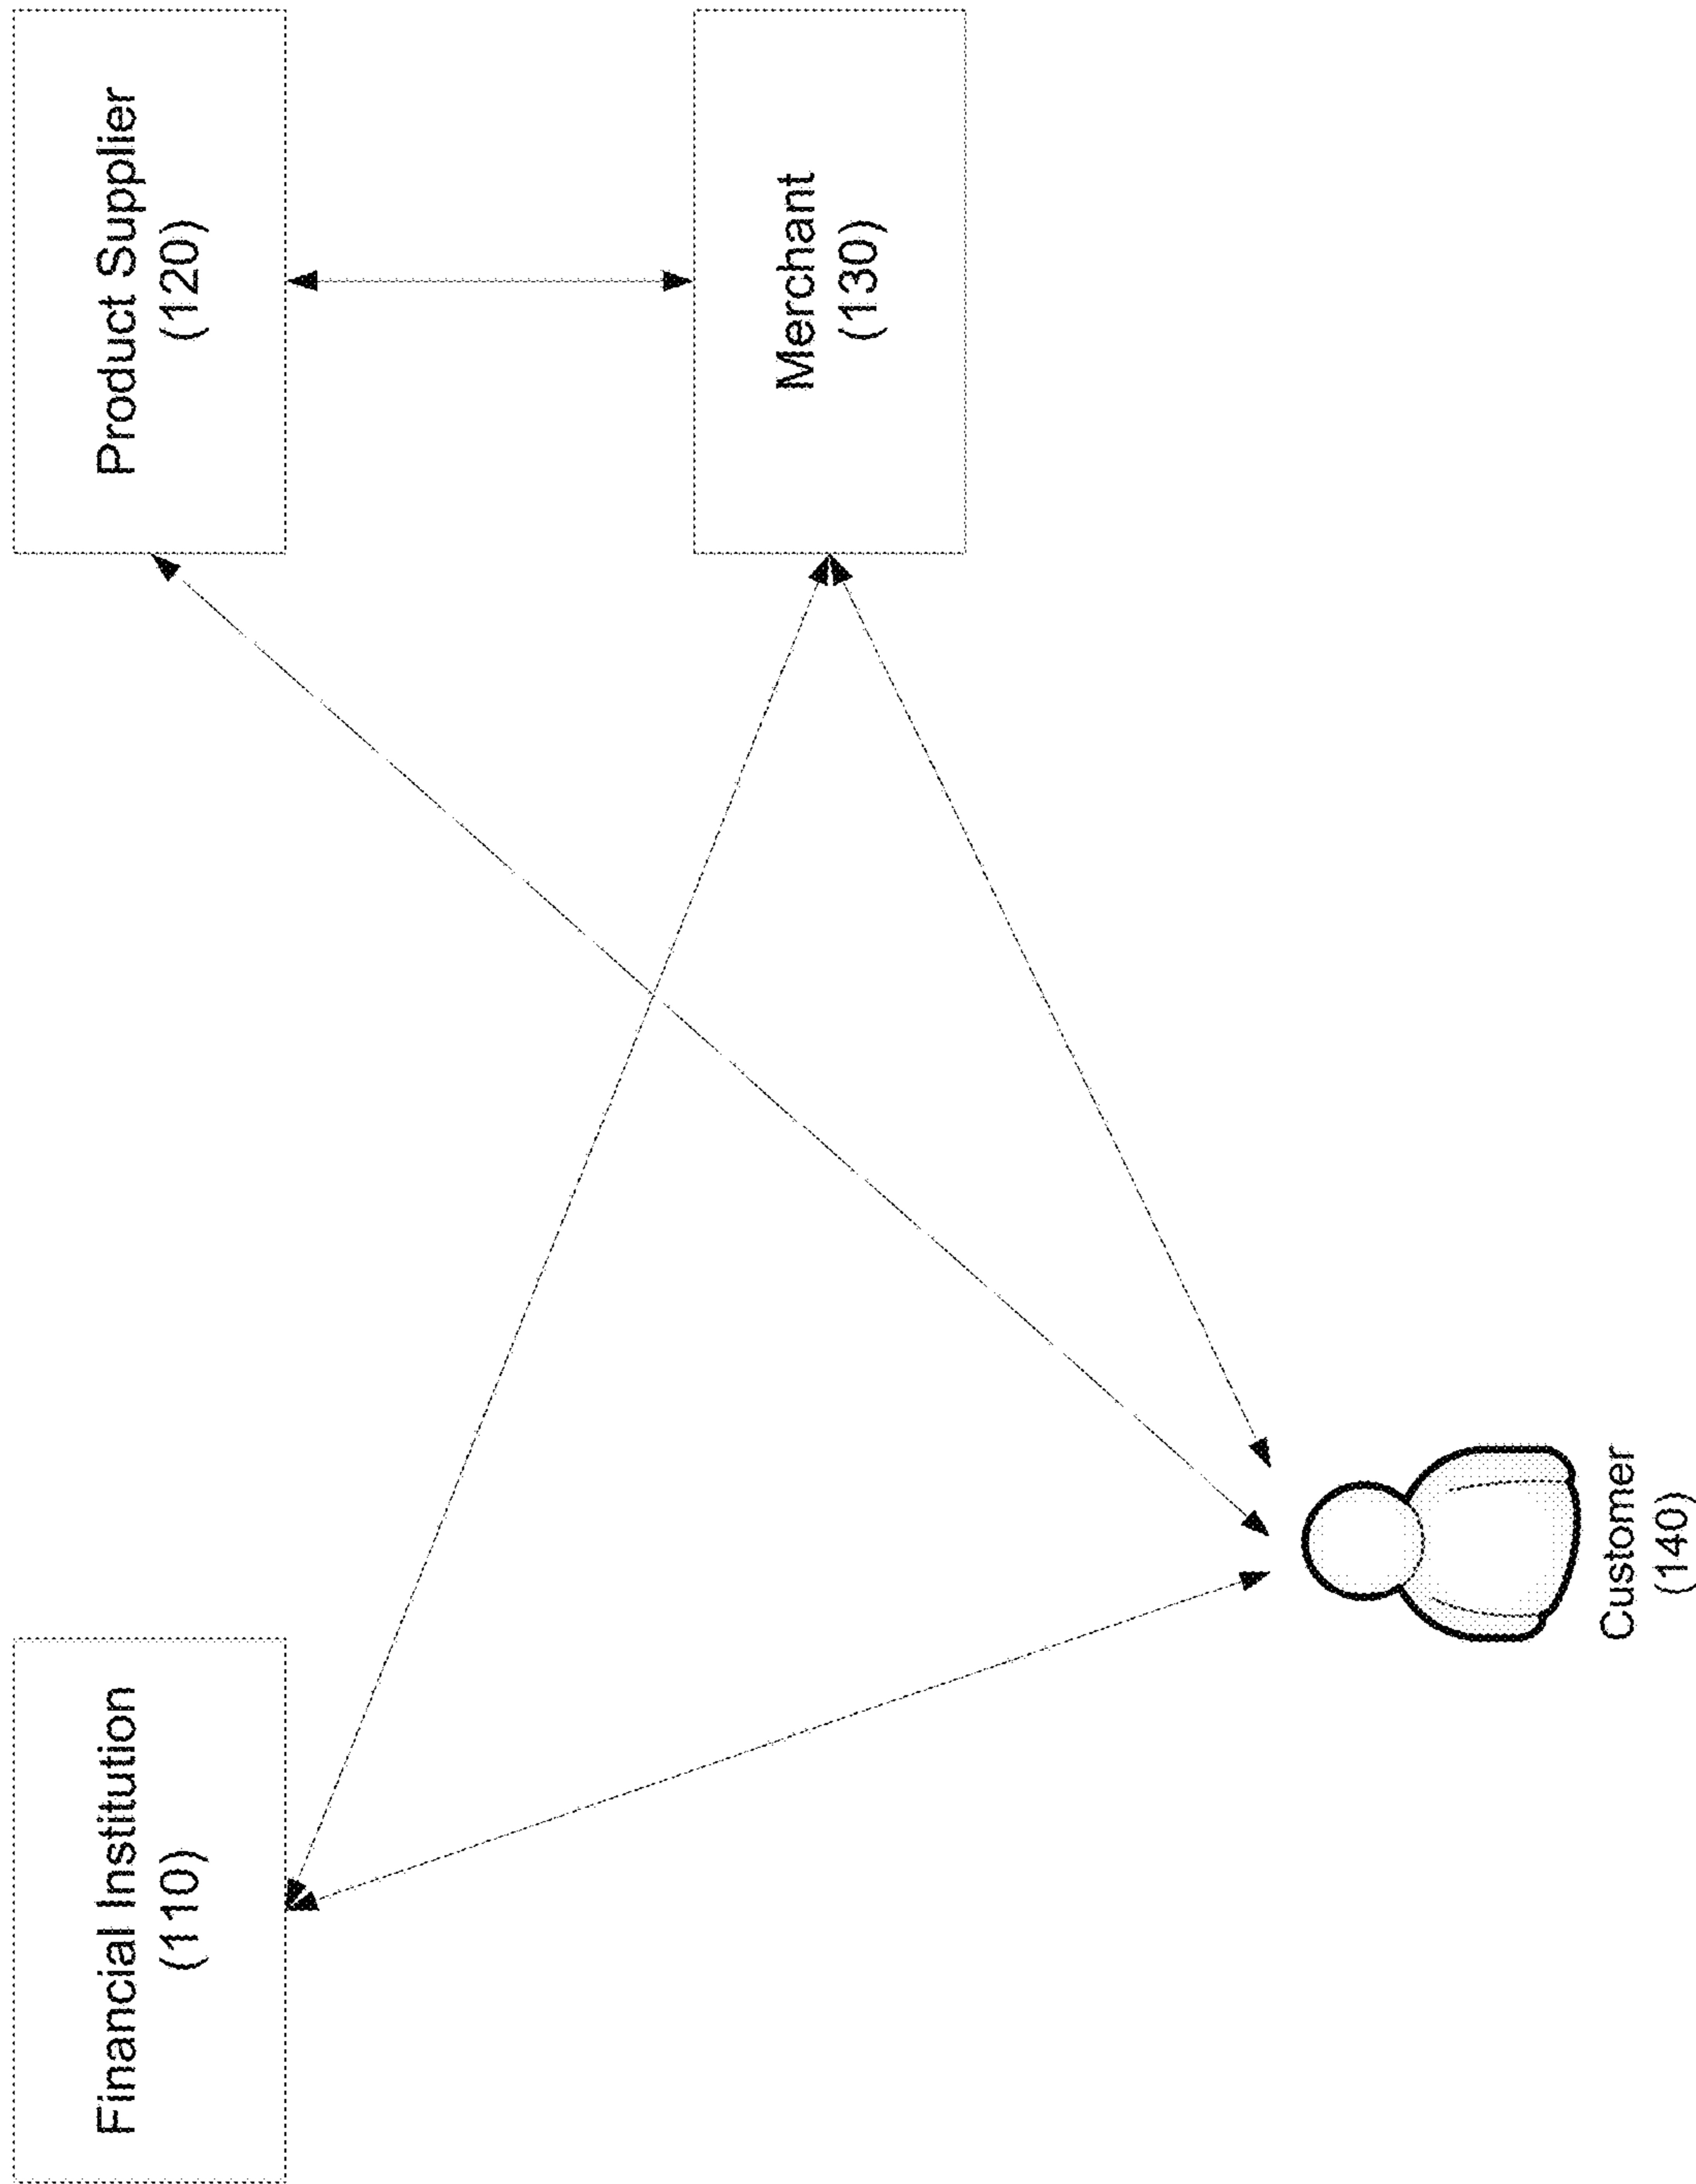 Financial Institution
(110)
Product Supplier
(120)
Merchant
(130)
Customer
(140)